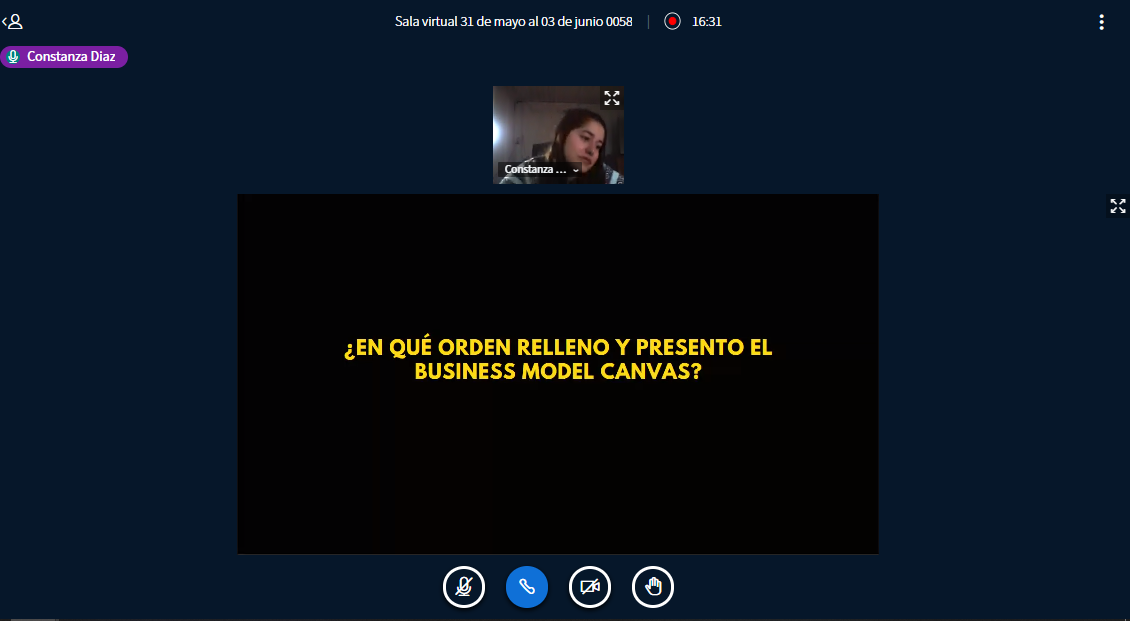 Sala virtual 31 de mayo al 03 de junio 0058
16:31
Constanza Diaz
Constanza ...
¿EN QUÉ ORDEN RELLENO Y PRESENTO EL
BUSINESS MODEL CANVAS?